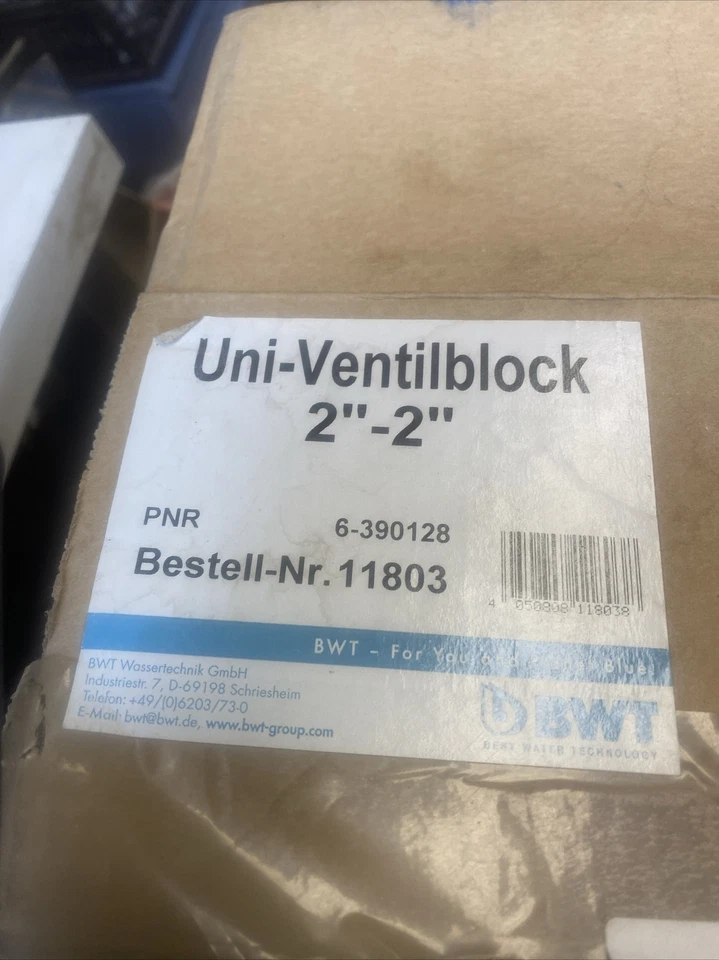 Uni-Ventilblock
2"-2"
PNR 6-390128
Bestell-Nr. 11803
4 050808 118038
BWT - For You and
BWT Wassertechnik GmbH
Industriestr. 7, D-69198 Schriesheim
Telefon: +49/(0)6203/73-0
E-Mail: bwt@bwt.de, www.bwt-group.com
BWT
BEST WATER TECHNOLOGY